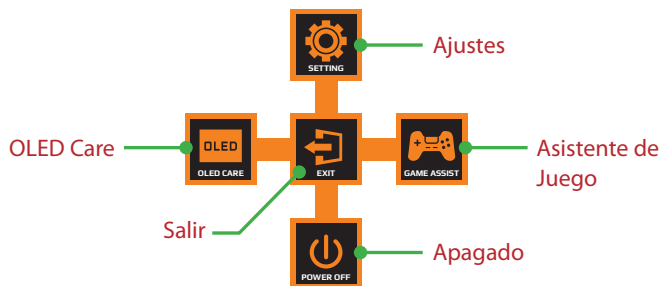 SETTING
Ajustes
OLED Care
OLED
OLED CARE
EXIT
GAME ASSIST
Asistente de
Juego
Salir
POWER OFF
Apagado